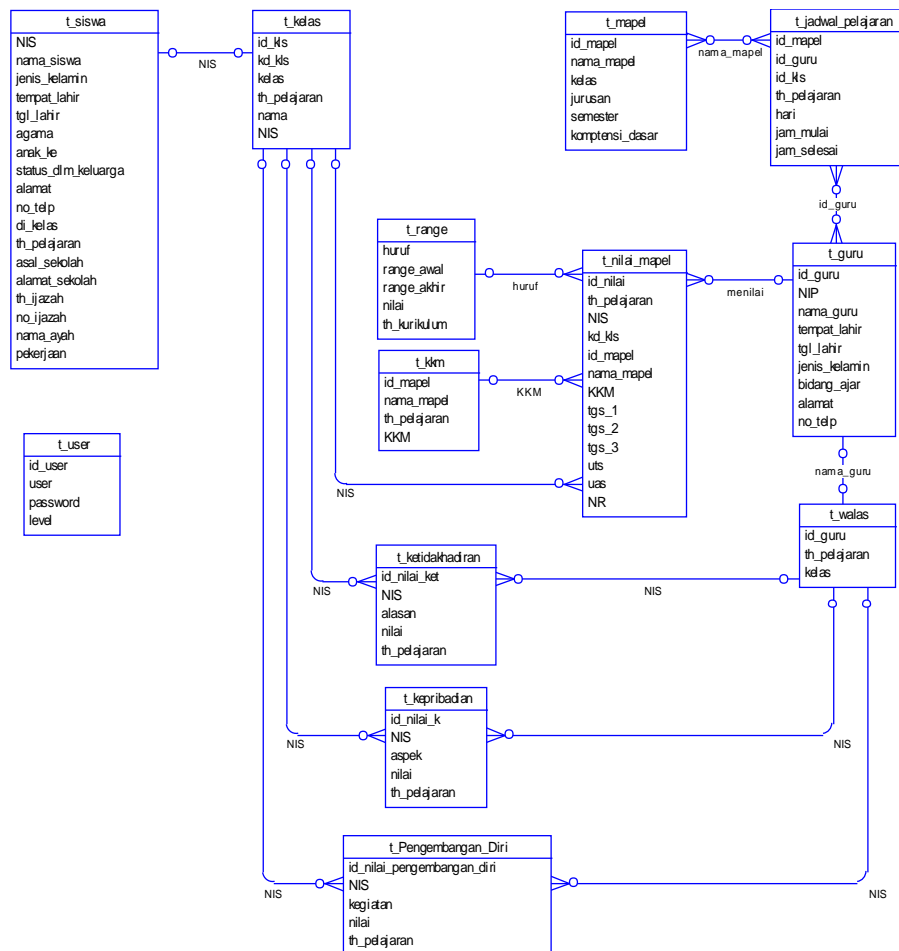 t_siswa
NIS
nama_siswa
jenis_kelamin
tempat_lahir
tgl_lahir
agama
anak_ke
status_dlm_keluarga
alamat
no_telp
di_kelas
th_pelajaran
asal_sekolah
alamat_sekolah
th_ijazah
no_ijazah
nama_ayah
pekerjaan
NIS
t_kelas
id_kls
kd_kls
kelas
th_pelajaran
nama
NIS
t_mapel
id_mapel
nama_mapel
kelas
jurusan
semester
komptensi_dasar
nama_mapel
t_jadwal_pelajaran
id_mapel
id_guru
id_kls
th_pelajaran
hari
jam_mulai
jam_selesai
id_guru
t_range
huruf
range_awal
range_akhir
nilai
th_kurikulum
huruf
t_nilai_mapel
id_nilai
th_pelajaran
NIS
kd_kls
id_mapel
nama_mapel
KKM
tgs_1
tgs_2
tgs_3
uts
uas
NR
menilai
t_guru
id_guru
NIP
nama_guru
tempat_lahir
tgl_lahir
jenis_kelamin
bidang_ajar
alamat
no_telp
t_kkm
id_mapel
nama_mapel
th_pelajaran
KKM
KKM
t_user
id_user
user
password
level
NIS
nama_guru
t_walas
id_guru
th_pelajaran
kelas
t_ketidakhadiran
id_nilai_ket
NIS
alasan
nilai
th_pelajaran
NIS
NIS
t_kepribadian
id_nilai_k
NIS
aspek
nilai
th_pelajaran
NIS
NIS
t_Pengembangan_Diri
id_nilai_pengembangan_diri
NIS
kegiatan
nilai
th_pelajaran
NIS
NIS